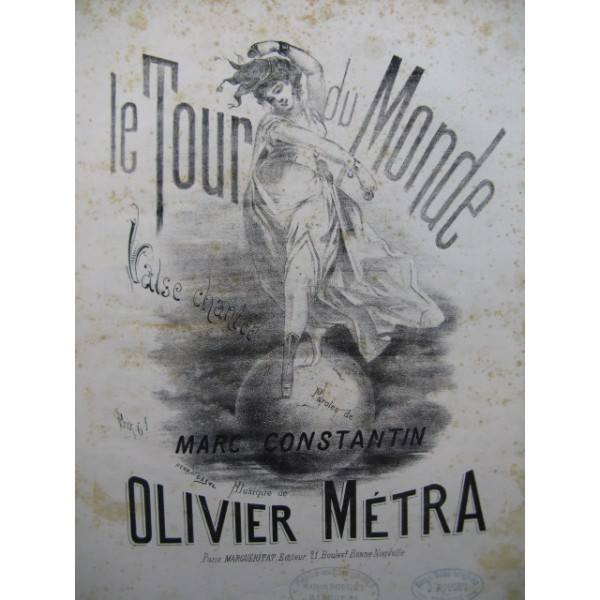 le Tour du Monde
Valse chantée
Paroles de
MARC CONSTANTIN
Musique de
OLIVIER MÉTRA
Paris MARGUERITAT Editeur 21 Boulevt Bonne Nouvelle